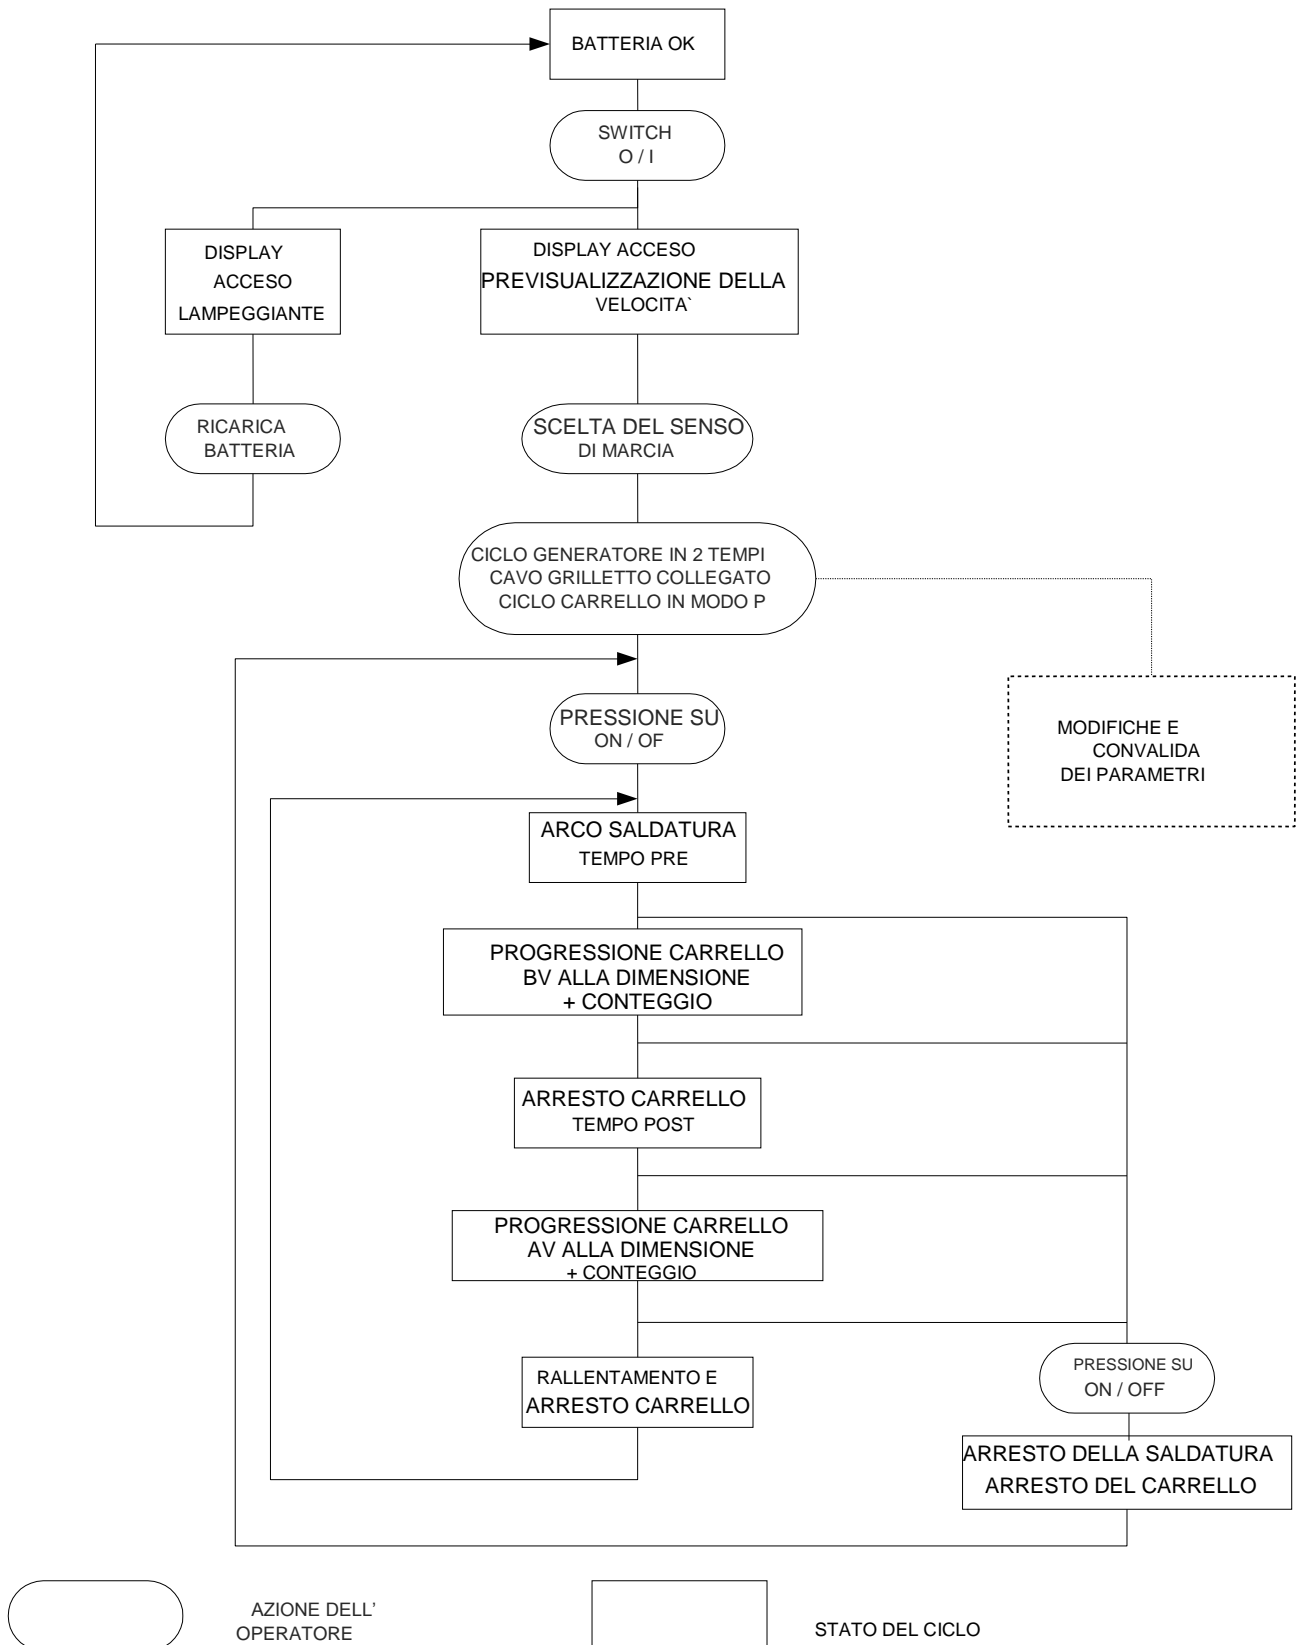 BATTERIA OK
SWITCH
O / I
DISPLAY
ACCESO
LAMPEGGIANTE
DISPLAY ACCESO
PREVISUALIZZAZIONE DELLA
VELOCITA`
RICARICA
BATTERIA
SCELTA DEL SENSO
DI MARCIA
CICLO GENERATORE IN 2 TEMPI
CAVO GRILLETTO COLLEGATO
CICLO CARRELLO IN MODO P
PRESSIONE SU
ON / OF
MODIFICHE E
CONVALIDA
DEI PARAMETRI
ARCO SALDATURA
TEMPO PRE
PROGRESSIONE CARRELLO
BV ALLA DIMENSIONE
+ CONTEGGIO
ARRESTO CARRELLO
TEMPO POST
PROGRESSIONE CARRELLO
AV ALLA DIMENSIONE
+ CONTEGGIO
RALLENTAMENTO E
ARRESTO CARRELLO
PRESSIONE SU
ON / OFF
ARRESTO DELLA SALDATURA
ARRESTO DEL CARRELLO
AZIONE DELL'
OPERATORE
STATO DEL CICLO